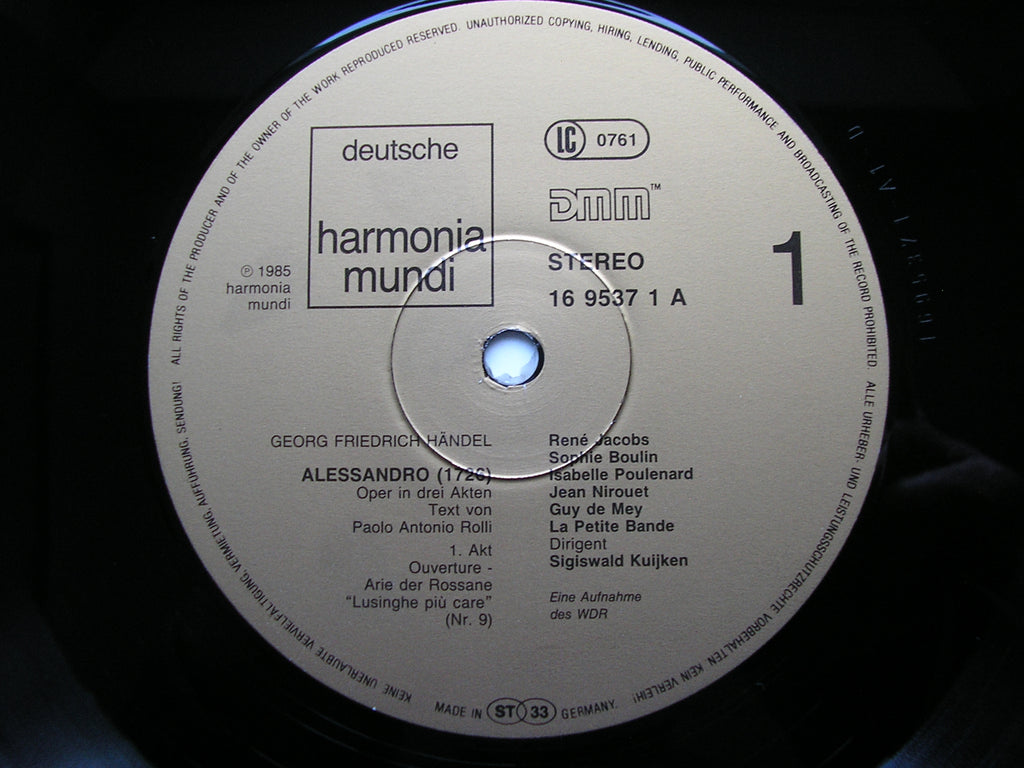 ALL RIGHTS OF THE PRODUCER AND OF THE OWNER OF THE WORK REPRODUCED RESERVED. UNAUTHORIZED COPYING, HIRING, LENDING, PUBLIC PERFORMANCE AND BROADCASTING OF THE RECORD PROHIBITED. ALLE URHEBER- UND LEISTUNGSSCHUTZRECHTE VORBEHALTEN KEIN VERLEIH! KEINE UNERLAUBTE VERVIELFÄLTIGUNG, VERMIETUNG, AUFFÜHRUNG, SENDUNG!
deutsche
harmonia
mundi
℗ 1985
harmonia
mundi
LC 0761
DMM™
STEREO
16 9537 1 A
1
GEORG FRIEDRICH HÄNDEL
ALESSANDRO (1726)
Oper in drei Akten
Text von
Paolo Antonio Rolli
1. Akt
Ouverture -
Arie der Rossane
"Lusinghe più care"
(Nr. 9)
René Jacobs
Sophie Boulin
Isabelle Poulenard
Jean Nirouet
Guy de Mey
La Petite Bande
Dirigent
Sigiswald Kuijken
Eine Aufnahme
des WDR
MADE IN ST 33 GERMANY.